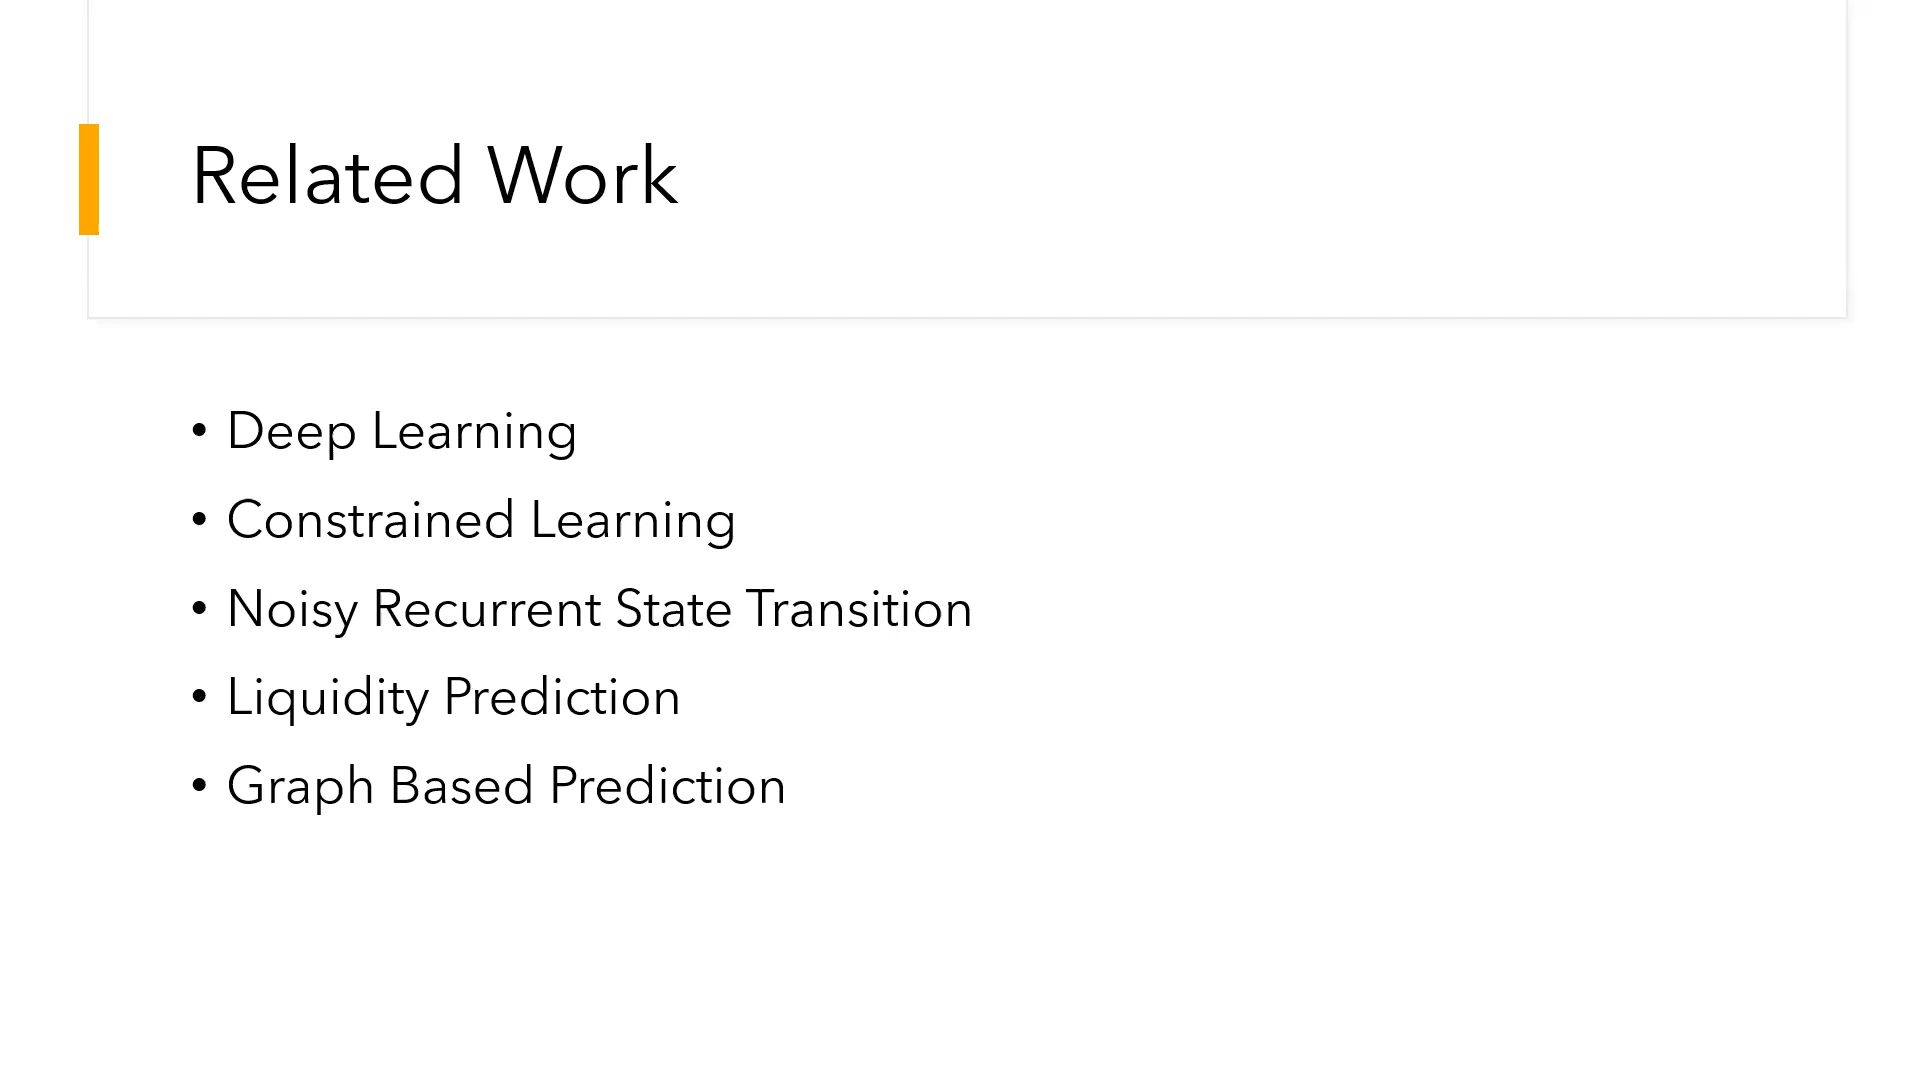 Related Work
• Deep Learning
• Constrained Learning
• Noisy Recurrent State Transition
• Liquidity Prediction
• Graph Based Prediction